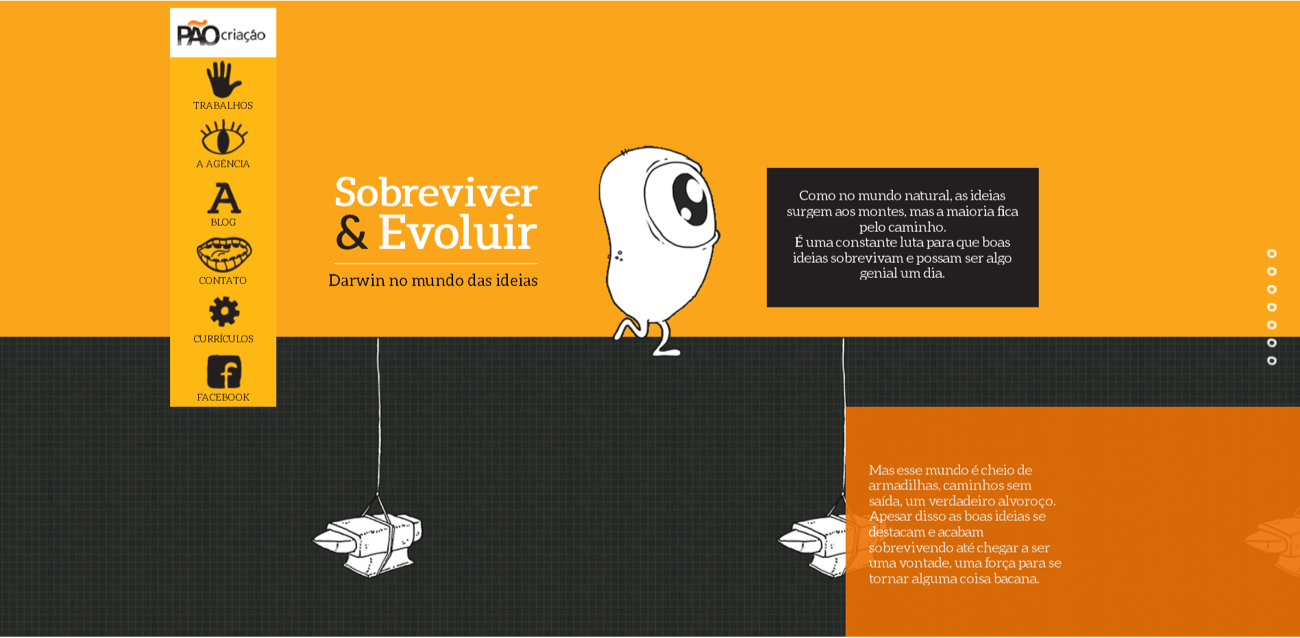 PÃO criação
TRABALHOS
A AGÊNCIA
A
BLOG
CONTATO
CURRÍCULOS
f
FACEBOOK
Sobreviver
& Evoluir
Darwin no mundo das ideias
Como no mundo natural, as ideias
surgem aos montes, mas a maioria fica
pelo caminho.
É uma constante luta para que boas
ideias sobrevivam e possam ser algo
genial um dia.
Mas esse mundo é cheio de
armadilhas, caminhos sem
saída, um verdadeiro alvoroço.
Apesar disso as boas ideias se
destacam e acabam
sobrevivendo até chegar a ser
uma vontade, uma força para se
tornar alguma coisa bacana.